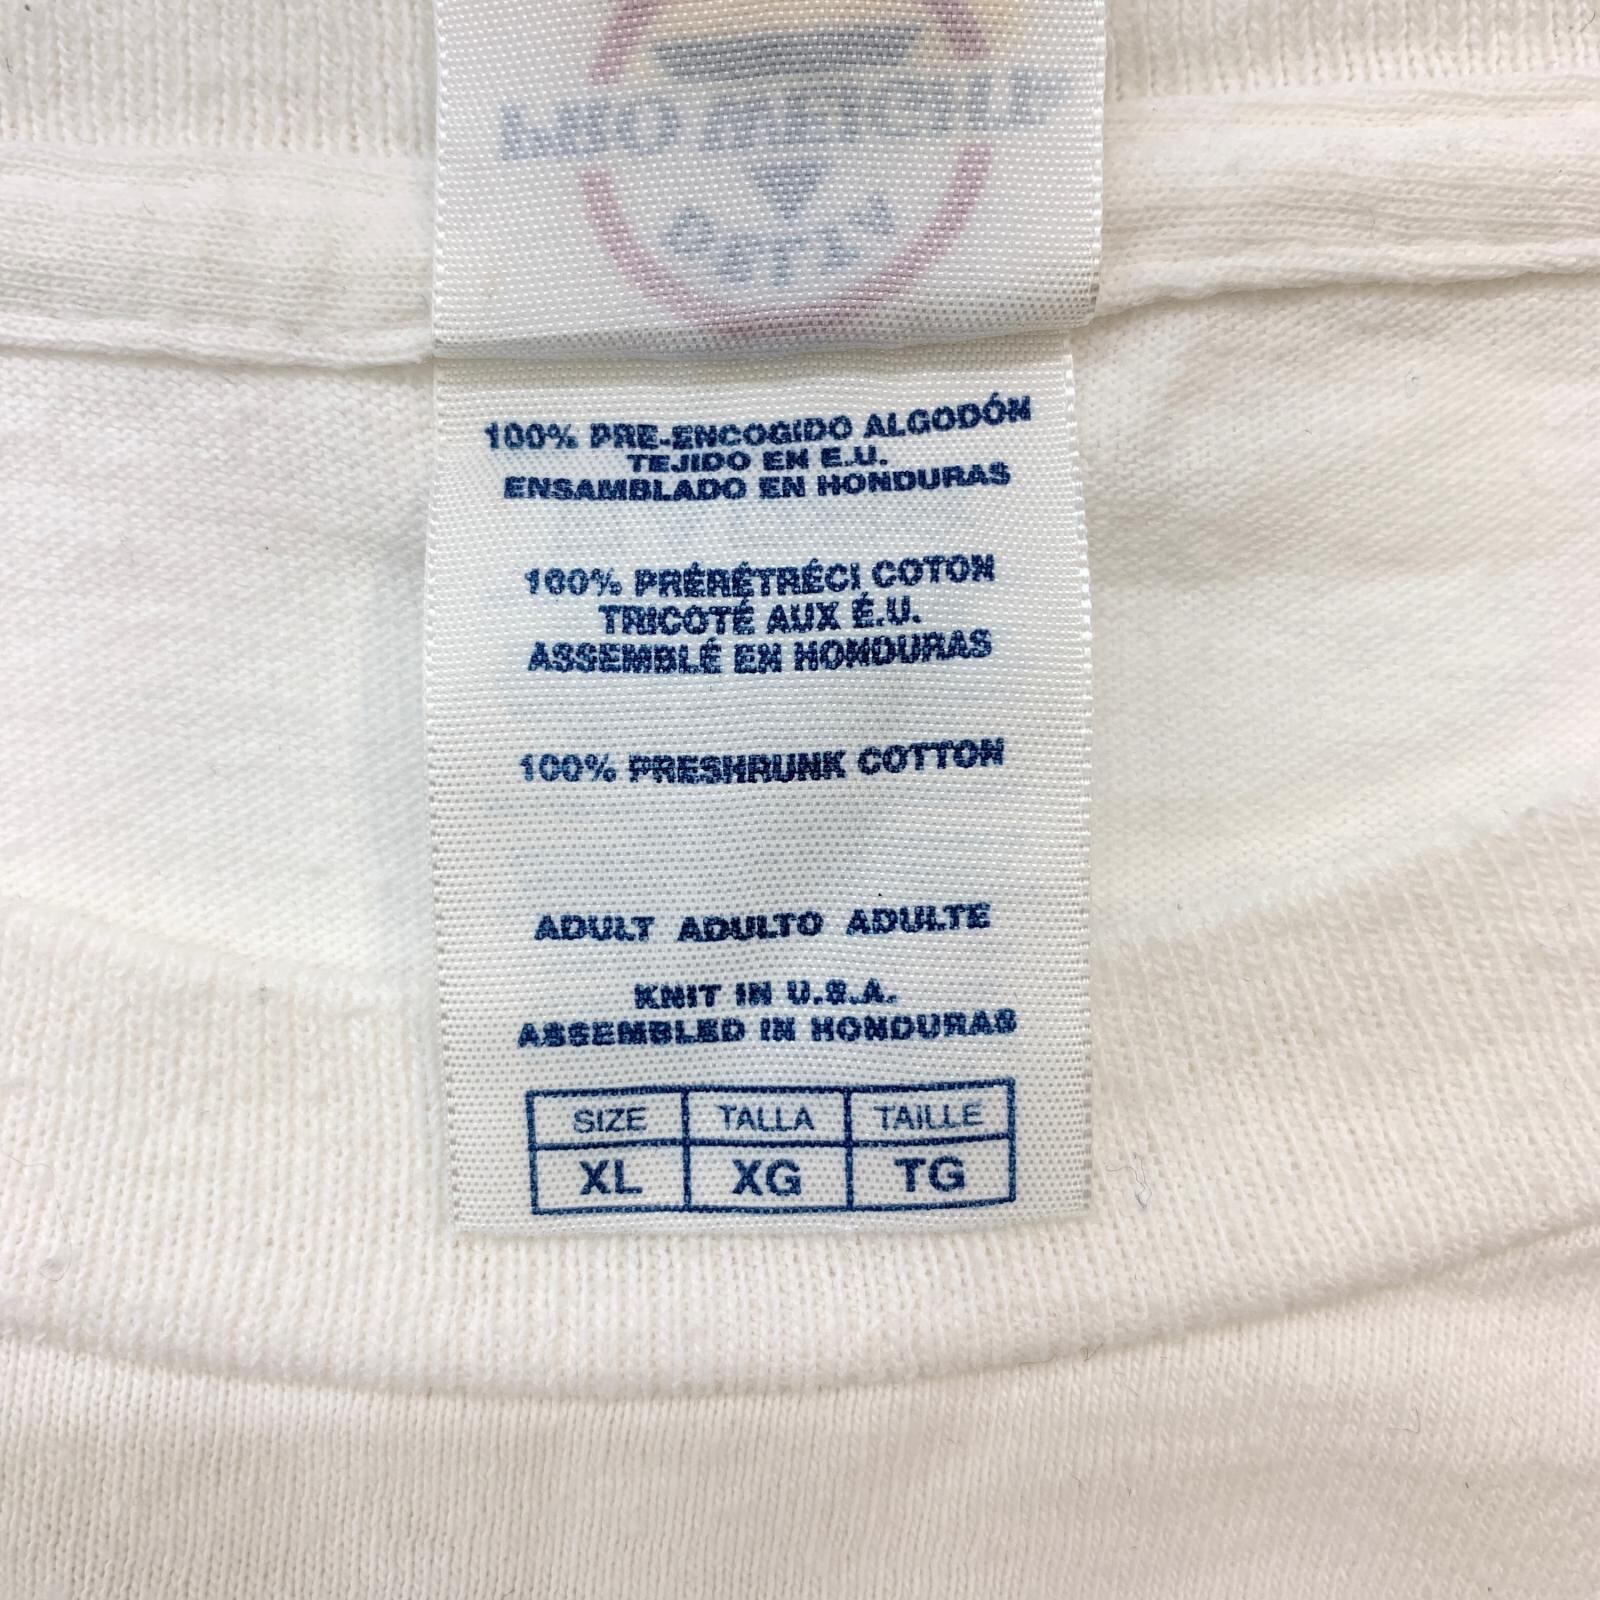 100% PRE-ENCOGIDO ALGODÓN
TEJIDO EN E.U.
ENSAMBLADO EN HONDURAS
100% PRÉRÉTRÉCI COTON
TRICOTÉ AUX É.U.
ASSEMBLÉ EN HONDURAS
100% PRESHRUNK COTTON
ADULT ADULTO ADULTE
KNIT IN U.S.A.
ASSEMBLED IN HONDURAS
SIZE TALLA TAILLE
XL XG TG